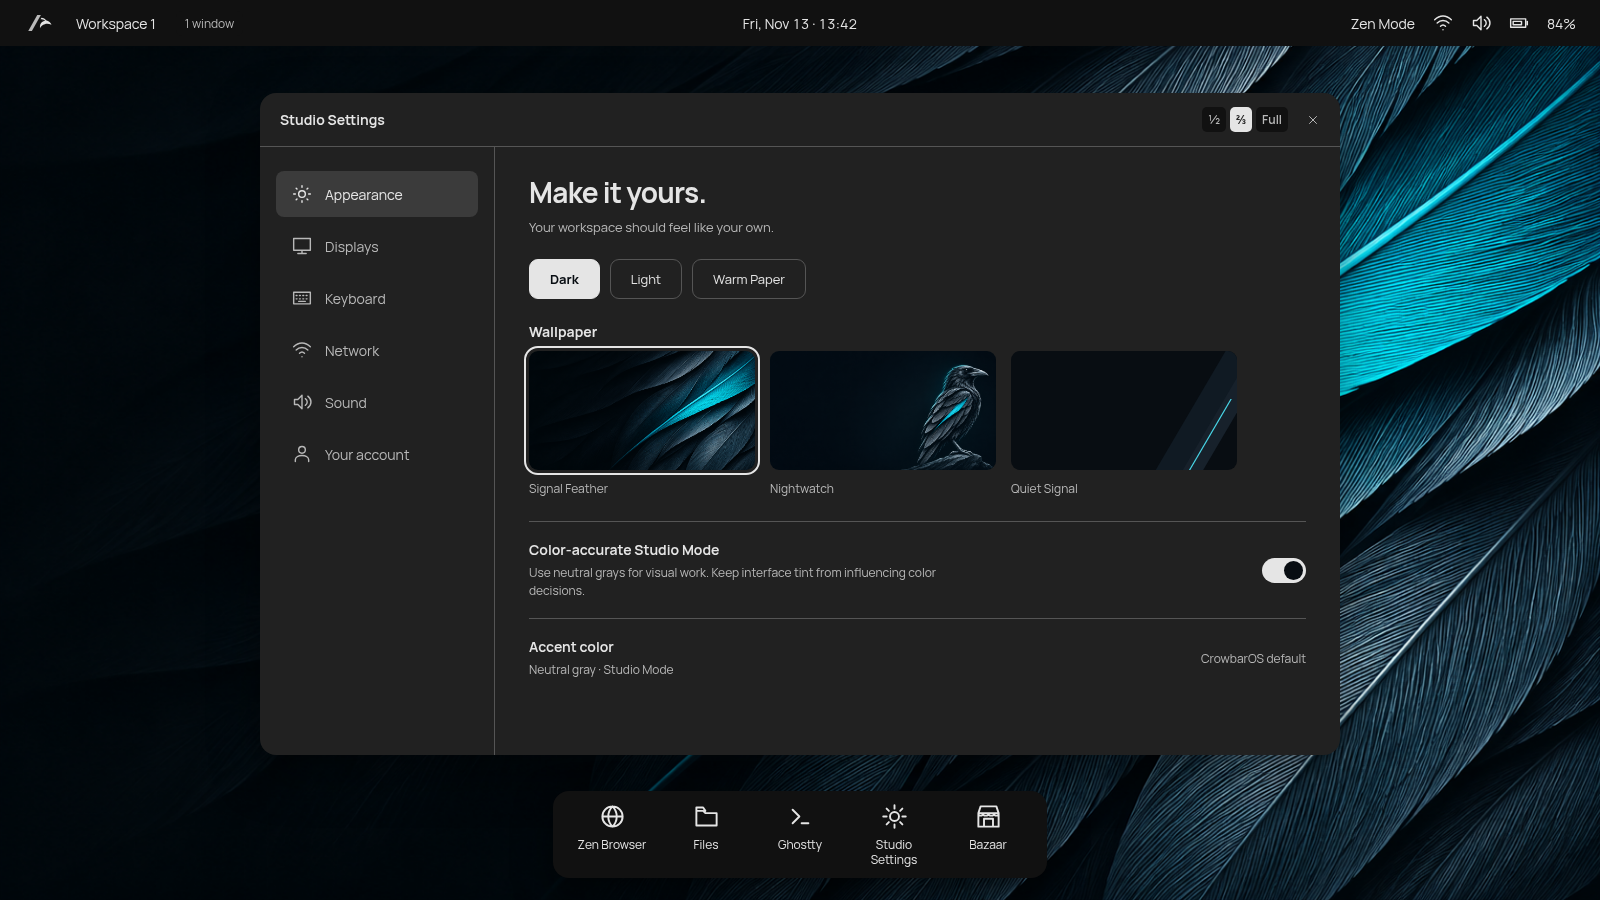 Workspace 1
1 window
Fri, Nov 13 · 13:42
Zen Mode
84%
Studio Settings
½
⅔
Full
Appearance
Displays
Keyboard
Network
Sound
Your account
Make it yours.
Your workspace should feel like your own.
Dark
Light
Warm Paper
Wallpaper
Signal Feather
Nightwatch
Quiet Signal
Color-accurate Studio Mode
Use neutral grays for visual work. Keep interface tint from influencing color
decisions.
Accent color
Neutral gray · Studio Mode
CrowbarOS default
Zen Browser
Files
Ghostty
Studio
Settings
Bazaar